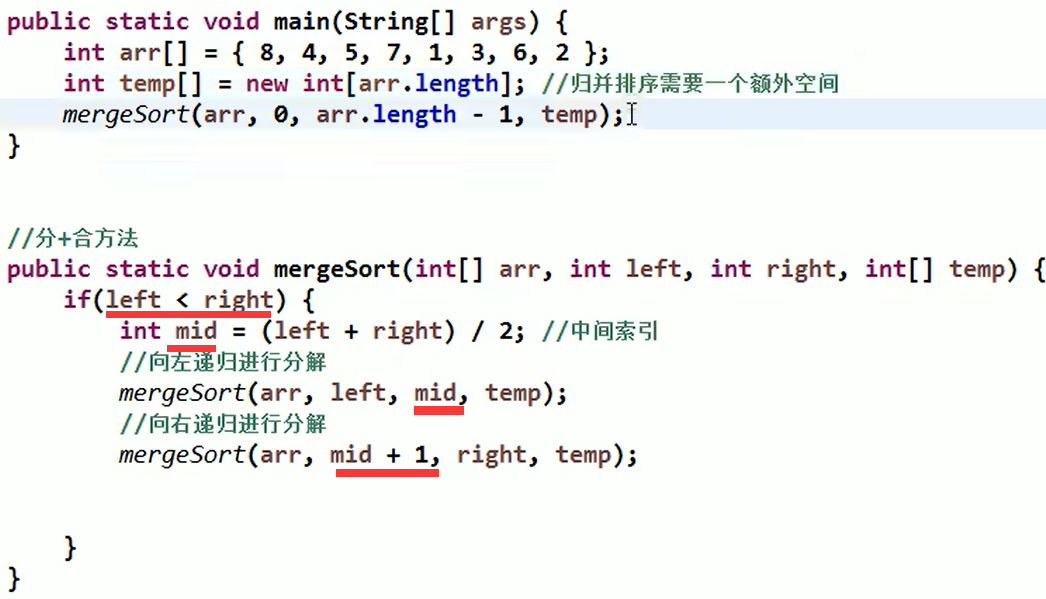 public static void main(String[] args) {
int arr[] = { 8, 4, 5, 7, 1, 3, 6, 2 };
int temp[] = new int[arr.length]; //归并排序需要一个额外空间
mergeSort(arr, 0, arr.length - 1, temp);
}
//分+合方法
public static void mergeSort(int[] arr, int left, int right, int[] temp) {
if(left < right) {
int mid = (left + right) / 2; //中间索引
//向左递归进行分解
mergeSort(arr, left, mid, temp);
//向右递归进行分解
mergeSort(arr, mid + 1, right, temp);
}
}